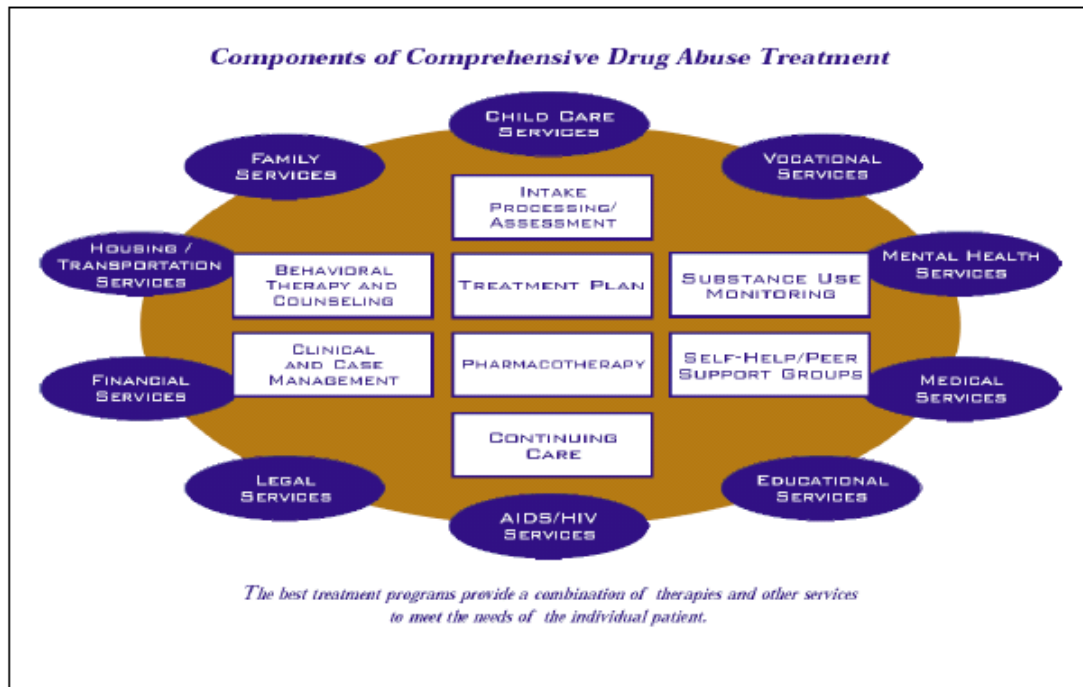 Components of Comprehensive Drug Abuse Treatment
CHILD CARE
SERVICES
FAMILY
SERVICES
VOCATIONAL
SERVICES
INTAKE
PROCESSING/
ASSESSMENT
HOUSING /
TRANSPORTATION
SERVICES
BEHAVIORAL
THERAPY AND
COUNSELING
TREATMENT PLAN
SUBSTANCE USE
MONITORING
MENTAL HEALTH
SERVICES
FINANCIAL
SERVICES
CLINICAL
AND CASE
MANAGEMENT
PHARMACOTHERAPY
SELF-HELP/PEER
SUPPORT GROUPS
MEDICAL
SERVICES
CONTINUING
CARE
LEGAL
SERVICES
EDUCATIONAL
SERVICES
AIDS/HIV
SERVICES
The best treatment programs provide a combination of therapies and other services
to meet the needs of the individual patient.